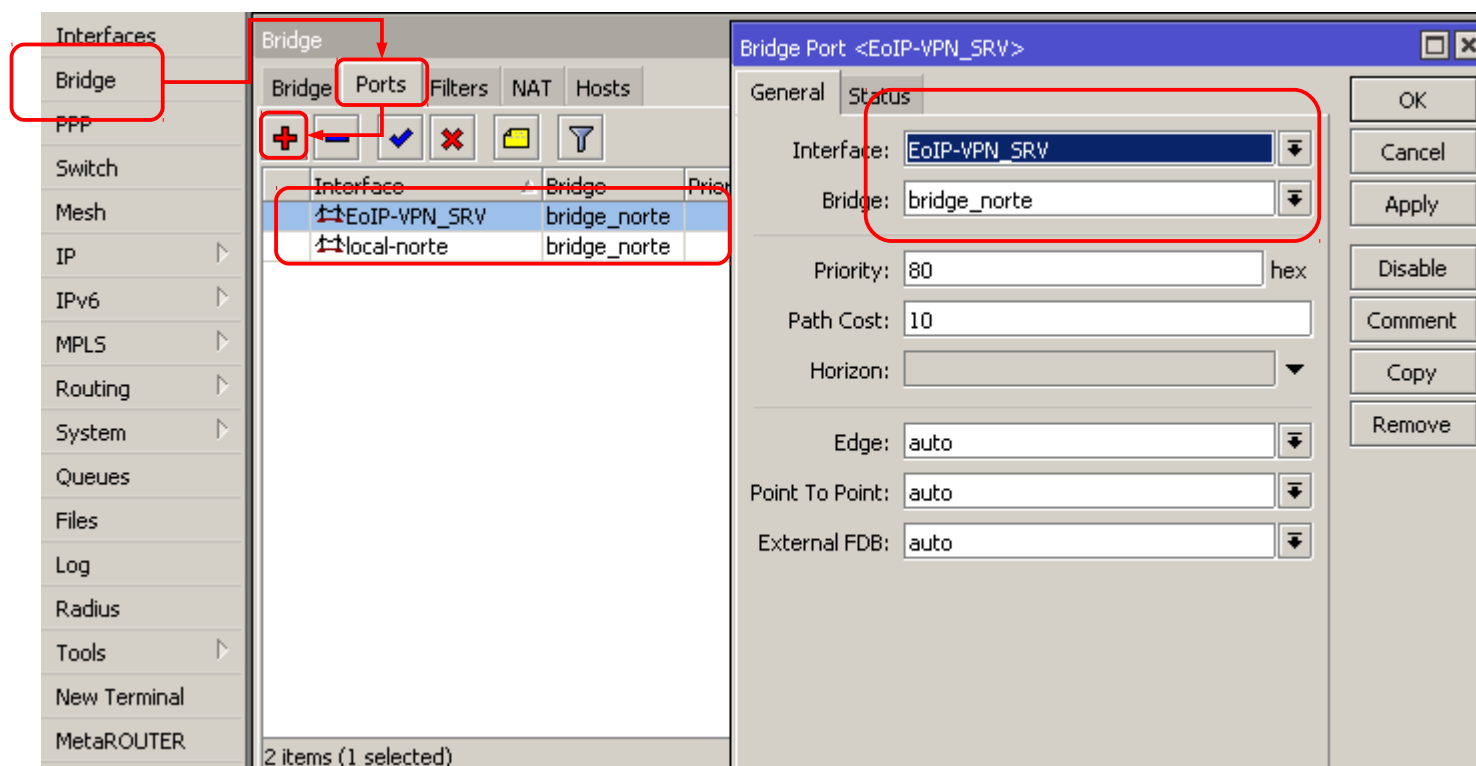 Interfaces
Bridge
PPP
Switch
Mesh
IP
IPv6
MPLS
Routing
System
Queues
Files
Log
Radius
Tools
New Terminal
MetaROUTER
Bridge
Bridge Ports Filters NAT Hosts
Interface Bridge Prior
EoIP-VPN_SRV bridge_norte
local-norte bridge_norte
2 items (1 selected)
Bridge Port <EoIP-VPN_SRV>
General Status
Interface: EoIP-VPN_SRV
Bridge: bridge_norte
Priority: 80 hex
Path Cost: 10
Horizon:
Edge: auto
Point To Point: auto
External FDB: auto
OK
Cancel
Apply
Disable
Comment
Copy
Remove